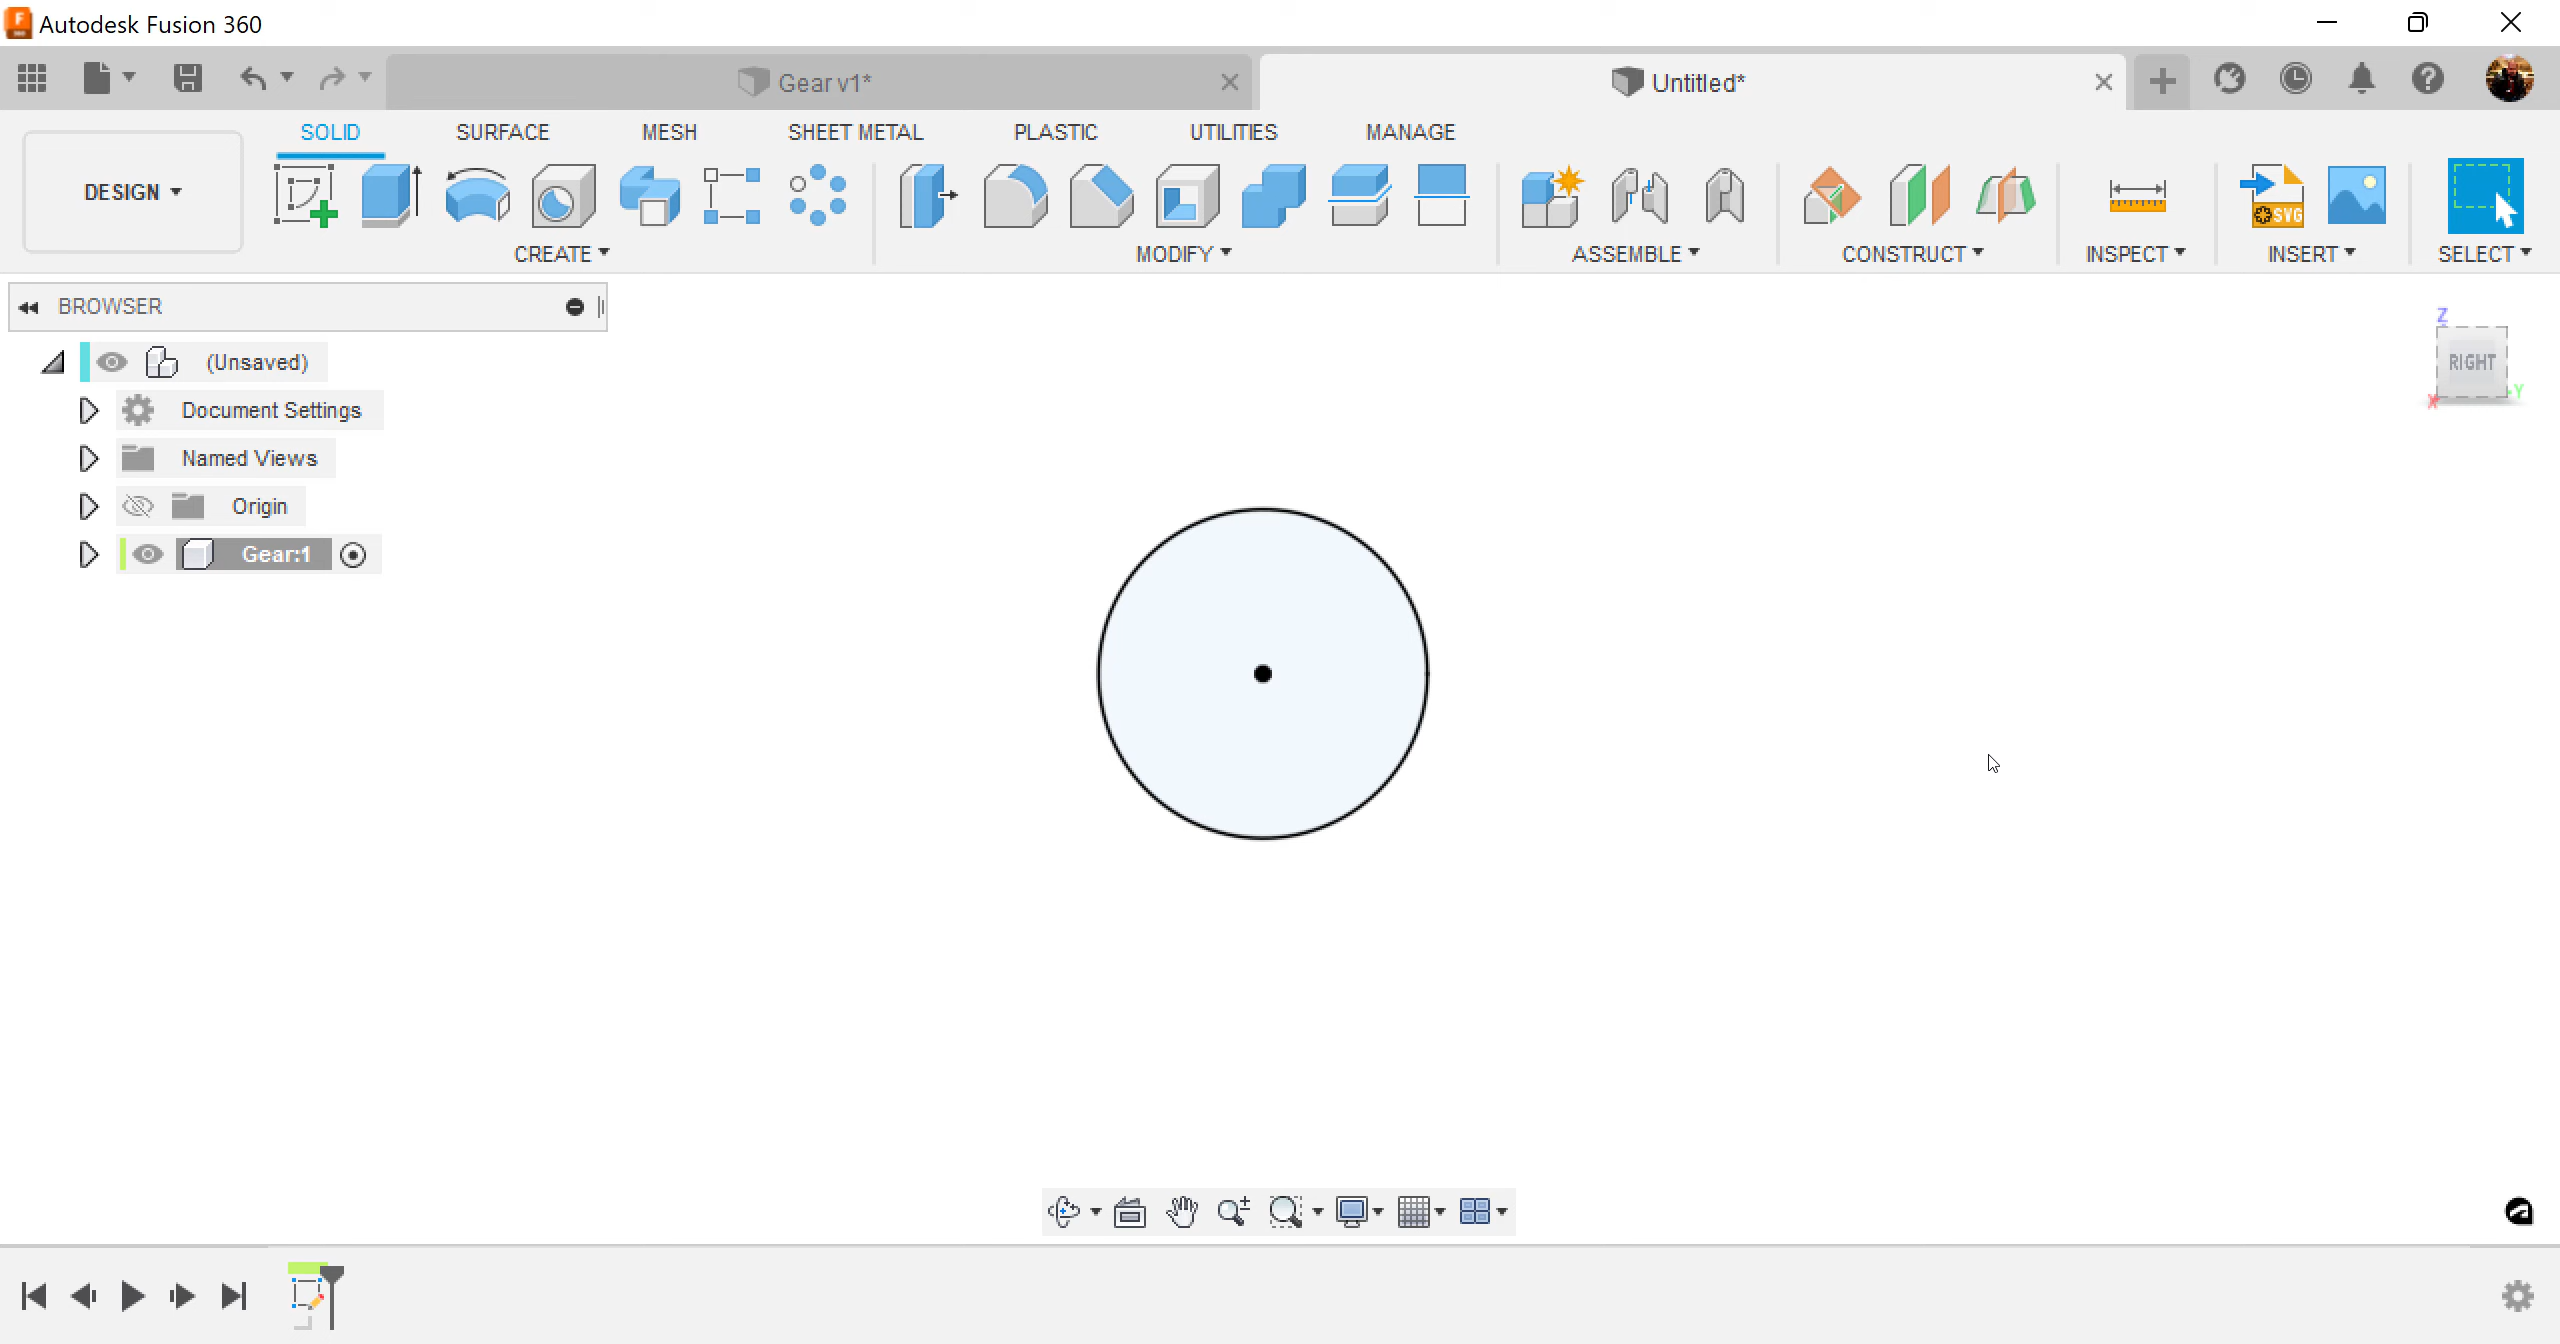 Autodesk Fusion 360
Gear v1*
Untitled*
DESIGN
SOLID
SURFACE
MESH
SHEET METAL
PLASTIC
UTILITIES
MANAGE
CREATE
MODIFY
ASSEMBLE
CONSTRUCT
INSPECT
SVG
INSERT
SELECT
BROWSER
(Unsaved)
Document Settings
Named Views
Origin
Gear:1
Z
RIGHT
Y
X